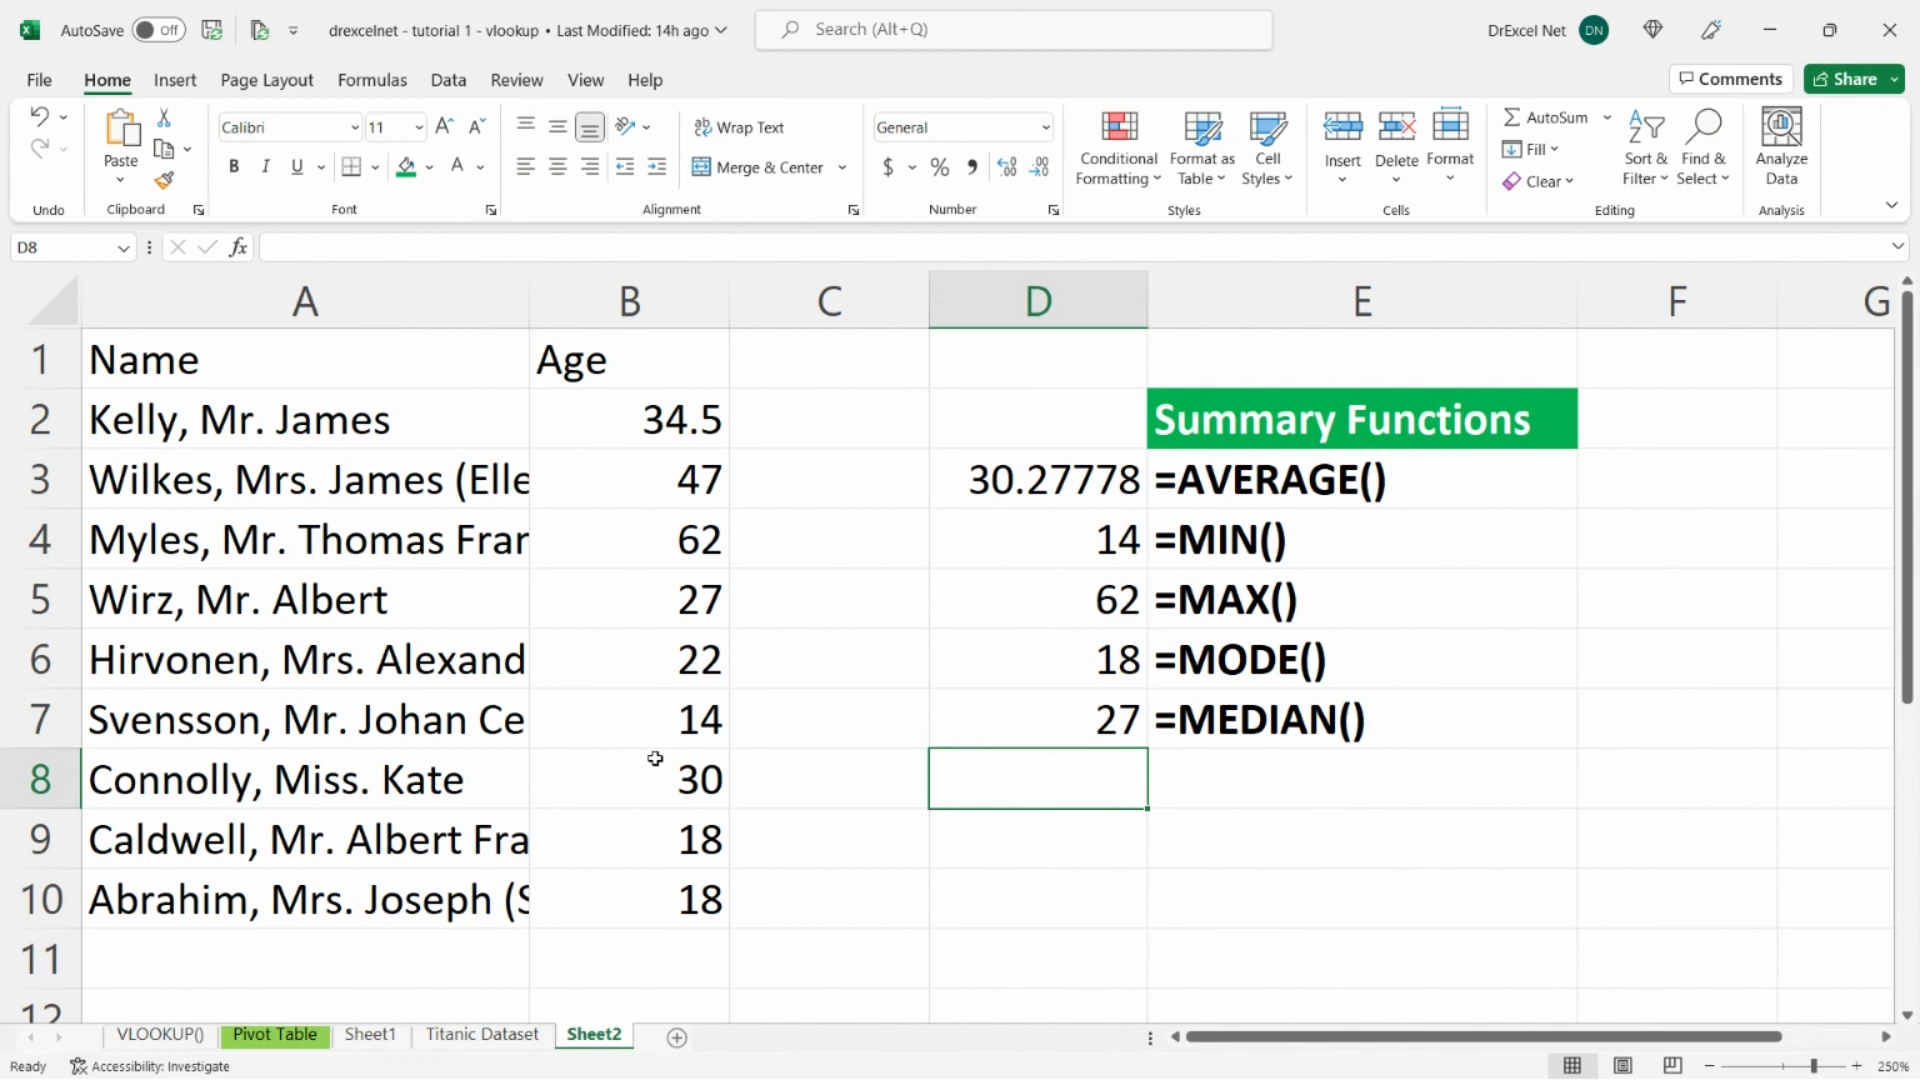 AutoSave Off drexcelnet - tutorial 1 - vlookup • Last Modified: 14h ago Search (Alt+Q) DrExcel Net DN
File Home Insert Page Layout Formulas Data Review View Help Comments Share
Calibri 11 Wrap Text General AutoSum
Paste Merge & Center $ % Conditional Formatting Format as Table Cell Styles Insert Delete Format Fill Clear Sort & Filter Find & Select Analyze Data
B I U A
Undo Clipboard Font Alignment Number Styles Cells Editing Analysis
D8 fx
A B C D E F G
1 Name Age
2 Kelly, Mr. James 34.5 Summary Functions
3 Wilkes, Mrs. James (Elle 47 30.27778 =AVERAGE()
4 Myles, Mr. Thomas Fran 62 14 =MIN()
5 Wirz, Mr. Albert 27 62 =MAX()
6 Hirvonen, Mrs. Alexand 22 18 =MODE()
7 Svensson, Mr. Johan Ce 14 27 =MEDIAN()
8 Connolly, Miss. Kate 30
9 Caldwell, Mr. Albert Fra 18
10 Abrahim, Mrs. Joseph (S 18
11
12
VLOOKUP() Pivot Table Sheet1 Titanic Dataset Sheet2
Ready Accessibility: Investigate 250%